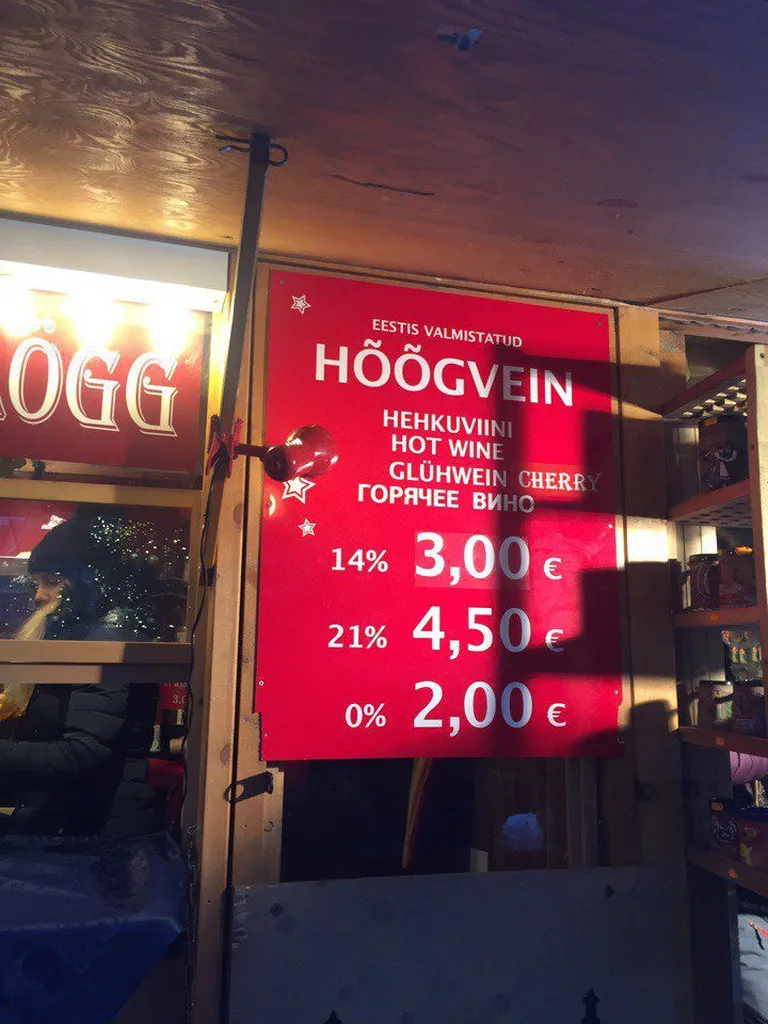 ÖGG
EESTIS VALMISTATUD
HÕÕGVEIN
HEHKUVIINI
HOT WINE
GLÜHWEIN CHERRY
ГОРЯЧЕЕ ВИНО
14% 3,00 €
21% 4,50 €
0% 2,00 €